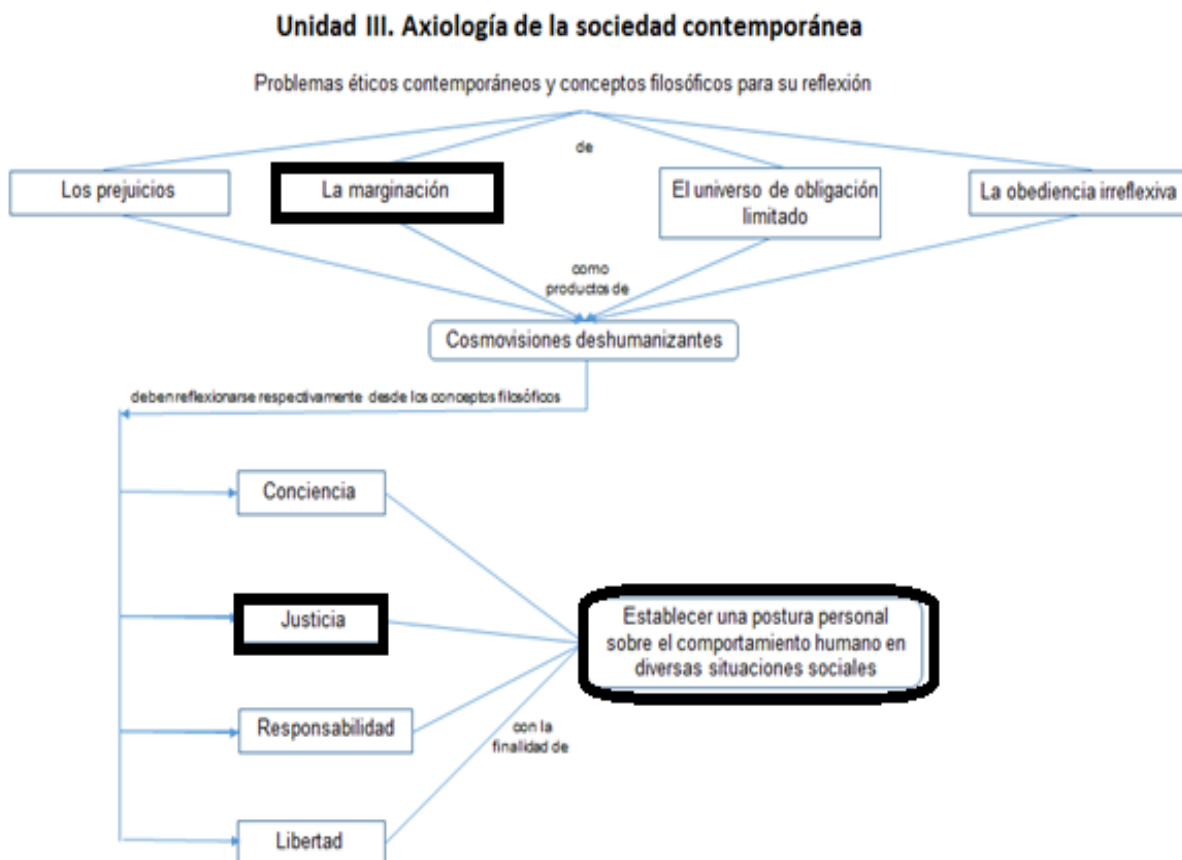 Unidad III. Axiología de la sociedad contemporánea
Problemas éticos contemporáneos y conceptos filosóficos para su reflexión
de
Los prejuicios
La marginación
El universo de obligación
limitado
La obediencia irreflexiva
como
productos de
Cosmovisiones deshumanizantes
deben reflexionarse respectivamente desde los conceptos filosóficos
Conciencia
Justicia
Establecer una postura personal
sobre el comportamiento humano en
diversas situaciones sociales
Responsabilidad
con la
finalidad de
Libertad